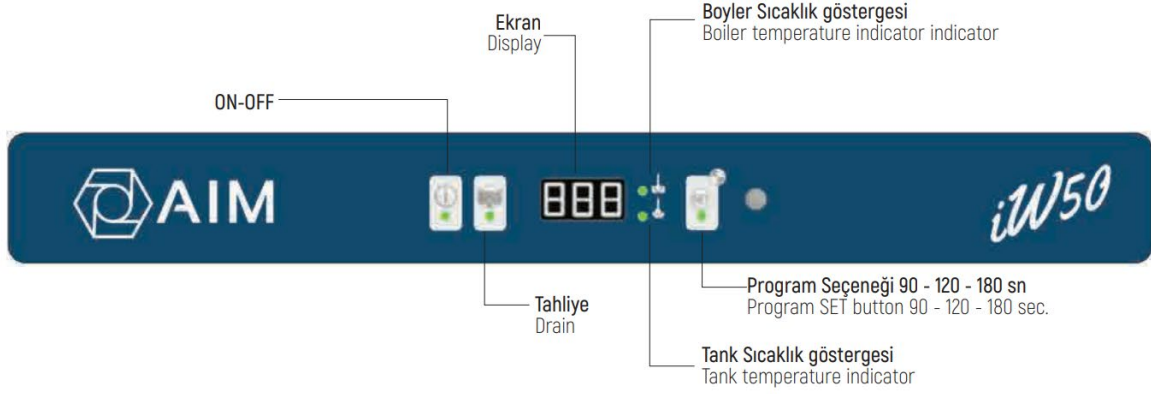 Boyler Sıcaklık göstergesi
Boiler temperature indicator indicator
Ekran
Display
ON-OFF
AIM
888
iW50
Program Seçeneği 90 - 120 - 180 sn
Program SET button 90 - 120 - 180 sec.
Tahliye
Drain
Tank Sıcaklık göstergesi
Tank temperature indicator